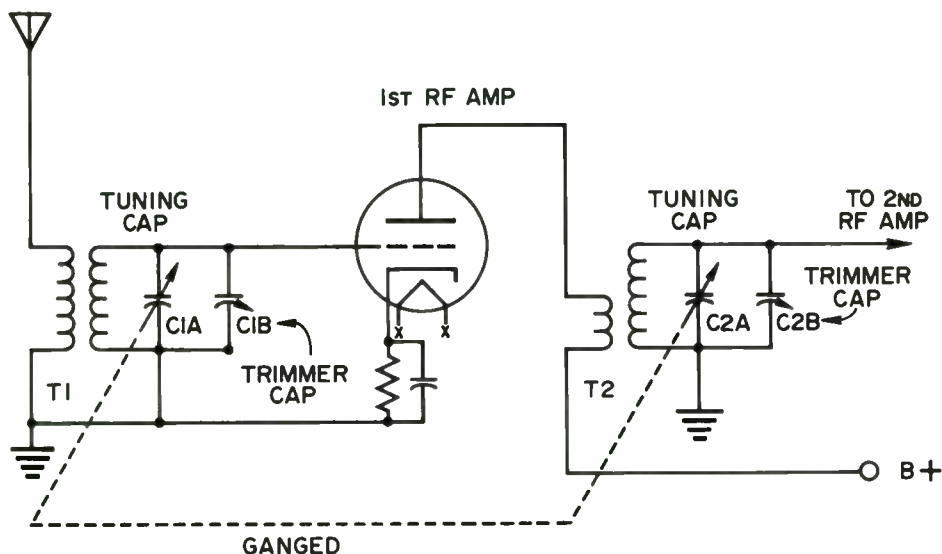 1ST RF AMP
TUNING
CAP
TUNING
CAP
TO 2ND
RF AMP
C1A
C1B
TRIMMER
CAP
C2A
C2B
TRIMMER
CAP
X
X
T1
T2
B+
GANGED